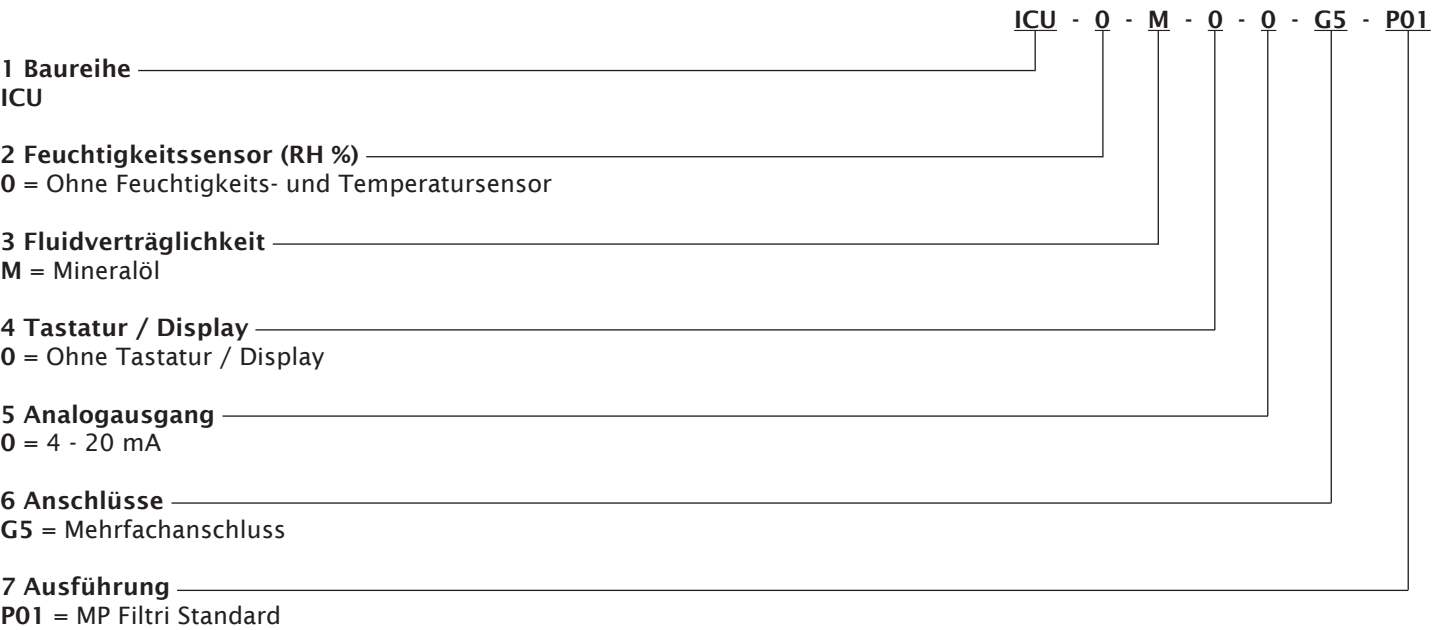 ICU - 0 - M - 0 - 0 - G5 - P01
1 Baureihe
ICU
2 Feuchtigkeitssensor (RH %)
0 = Ohne Feuchtigkeits- und Temperatursensor
3 Fluidverträglichkeit
M = Mineralöl
4 Tastatur / Display
0 = Ohne Tastatur / Display
5 Analogausgang
0 = 4 - 20 mA
6 Anschlüsse
G5 = Mehrfachanschluss
7 Ausführung
P01 = MP Filtri Standard